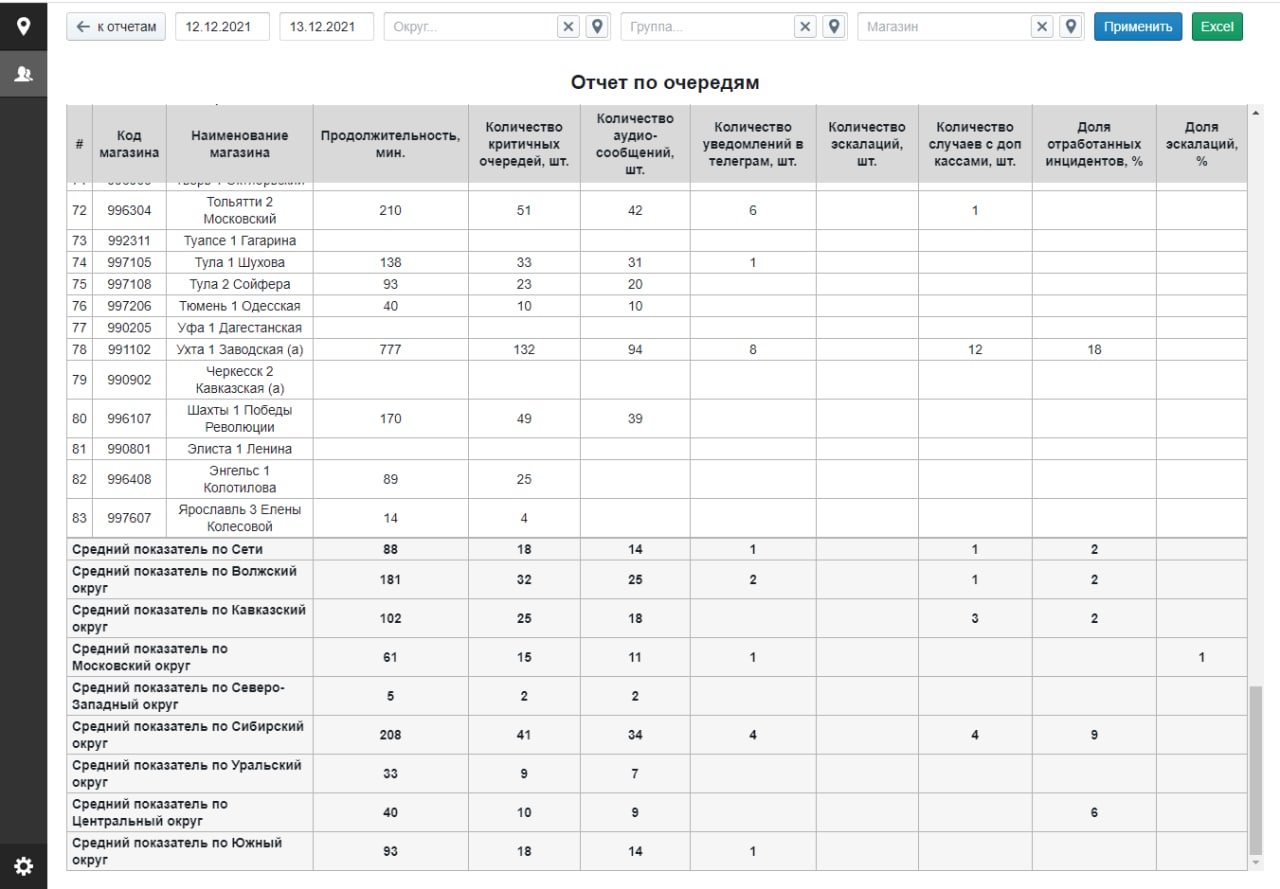 к отчетам 12.12.2021 13.12.2021 Округ... Группа... Магазин Применить Excel
Отчет по очередям
# Код магазина Наименование магазина Продолжительность, мин. Количество критичных очередей, шт. Количество аудио-сообщений, шт. Количество уведомлений в телеграм, шт. Количество эскалаций, шт. Количество случаев с доп кассами, шт. Доля отработанных инцидентов, % Доля эскалаций, %
72 996304 Тольятти 2 Московский 210 51 42 6 1
73 992311 Туапсе 1 Гагарина
74 997105 Тула 1 Шухова 138 33 31 1
75 997108 Тула 2 Сойфера 93 23 20
76 997206 Тюмень 1 Одесская 40 10 10
77 990205 Уфа 1 Дагестанская
78 991102 Ухта 1 Заводская (а) 777 132 94 8 12 18
79 990902 Черкесск 2 Кавказская (а)
80 996107 Шахты 1 Победы Революции 170 49 39
81 990801 Элиста 1 Ленина
82 996408 Энгельс 1 Колотилова 89 25
83 997607 Ярославль 3 Елены Колесовой 14 4
Средний показатель по Сети 88 18 14 1 1 2
Средний показатель по Волжский округ 181 32 25 2 1 2
Средний показатель по Кавказский округ 102 25 18 3 2
Средний показатель по Московский округ 61 15 11 1 1
Средний показатель по Северо-Западный округ 5 2 2
Средний показатель по Сибирский округ 208 41 34 4 4 9
Средний показатель по Уральский округ 33 9 7
Средний показатель по Центральный округ 40 10 9 6
Средний показатель по Южный округ 93 18 14 1